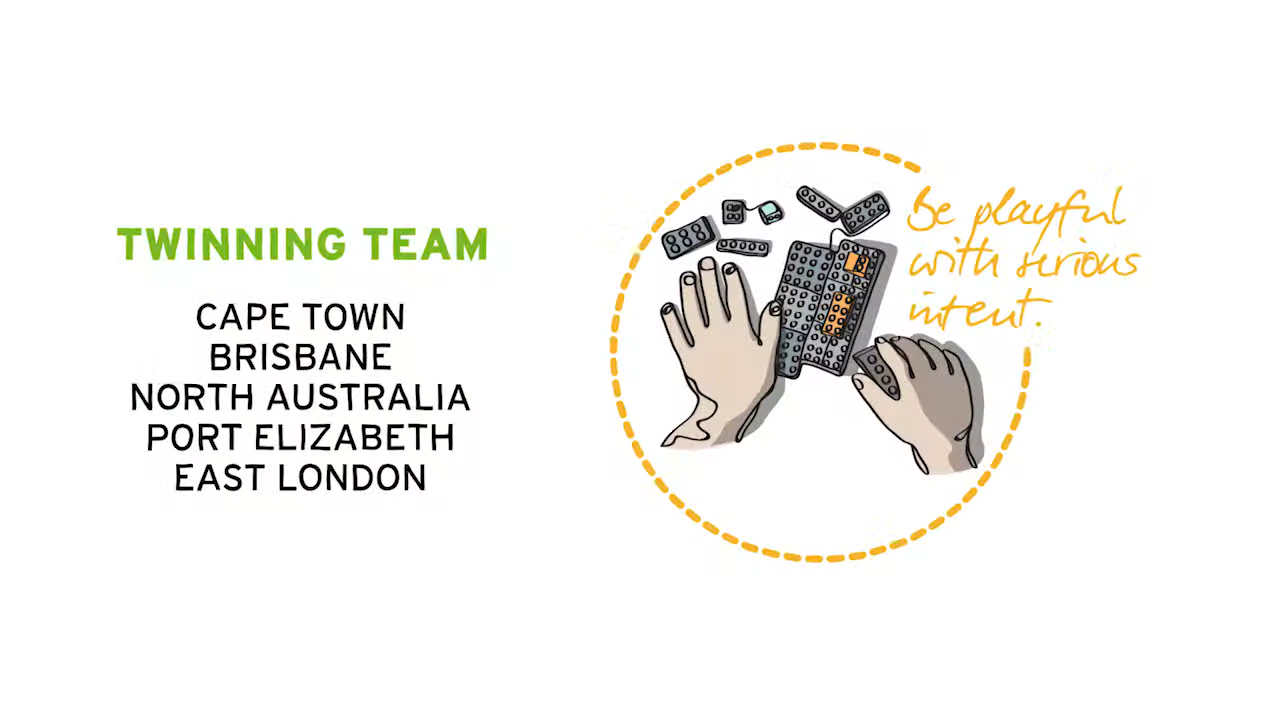 TWINNING TEAM
CAPE TOWN
BRISBANE
NORTH AUSTRALIA
PORT ELIZABETH
EAST LONDON
Be playful
with serious
intent.